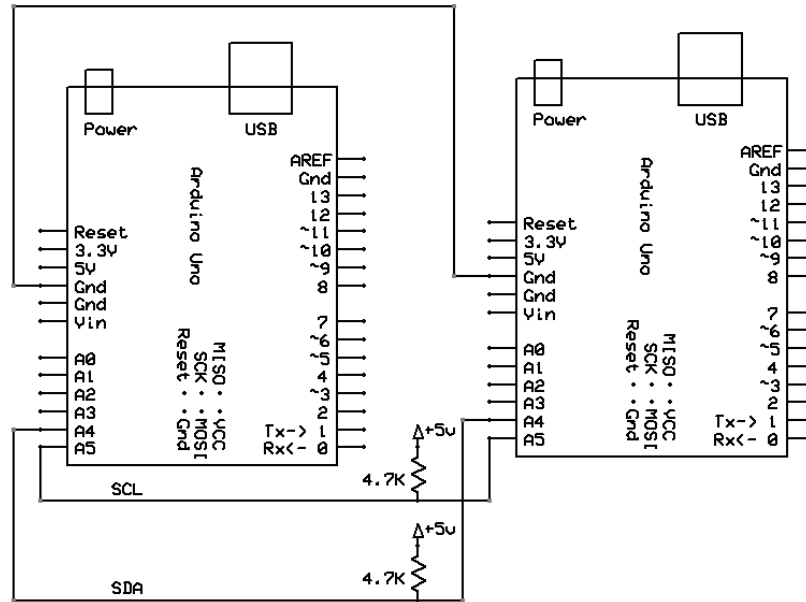 Power
USB
Arduino Uno
AREF
Gnd
13
12
~11
~10
~9
8
7
~6
~5
4
~3
2
Tx-> 1
Rx<- 0
Reset
3.3V
5V
Gnd
Gnd
Vin
A0
A1
A2
A3
A4
A5
MISO · · VCC
SCK · · MOSI
Reset · · Gnd
Power
USB
Arduino Uno
AREF
Gnd
13
12
~11
~10
~9
8
7
~6
~5
4
~3
2
Tx-> 1
Rx<- 0
Reset
3.3V
5V
Gnd
Gnd
Vin
A0
A1
A2
A3
A4
A5
MISO · · VCC
SCK · · MOSI
Reset · · Gnd
+5v
4.7K
SCL
+5v
4.7K
SDA